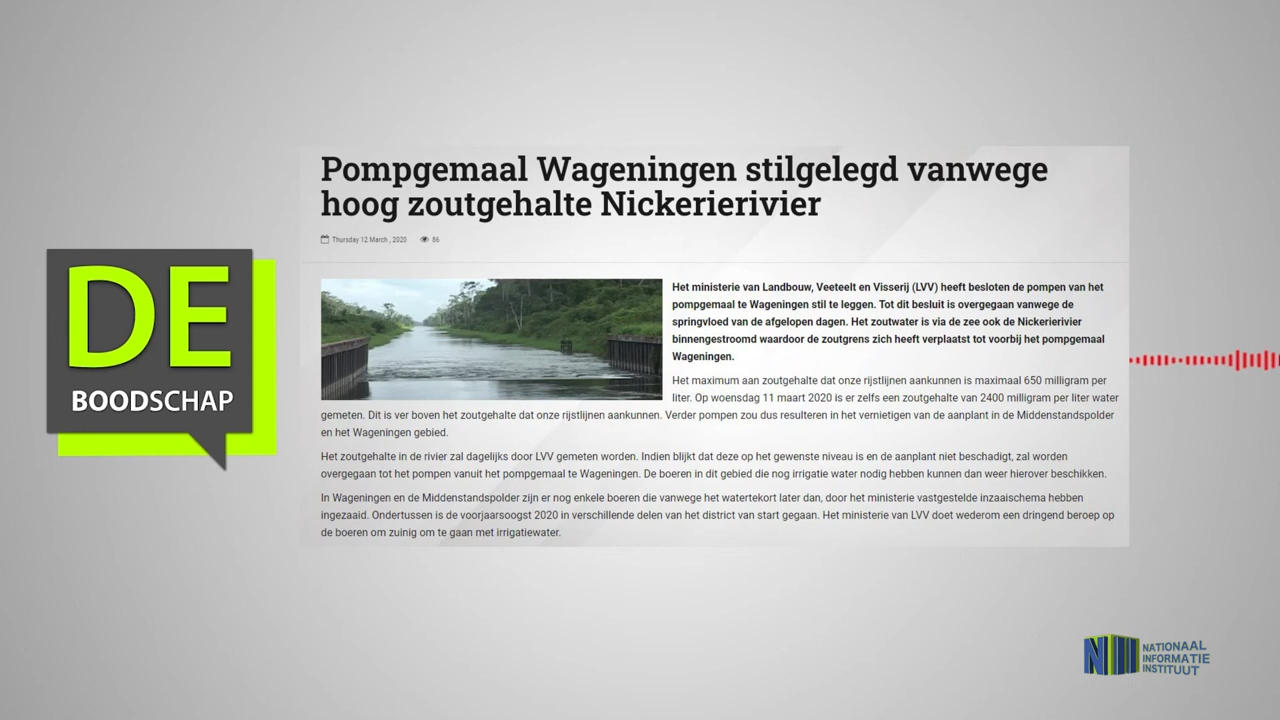 Pompgemaal Wageningen stilgelegd vanwege
hoog zoutgehalte Nickerierivier
Thursday 12 March , 2020 86
DE
BOODSCHAP
Het ministerie van Landbouw, Veeteelt en Visserij (LVV) heeft besloten de pompen van het
pompgemaal te Wageningen stil te leggen. Tot dit besluit is overgegaan vanwege de
springvloed van de afgelopen dagen. Het zoutwater is via de zee ook de Nickerierivier
binnengestroomd waardoor de zoutgrens zich heeft verplaatst tot voorbij het pompgemaal
Wageningen.
Het maximum aan zoutgehalte dat onze rijstlijnen aankunnen is maximaal 650 milligram per
liter. Op woensdag 11 maart 2020 is er zelfs een zoutgehalte van 2400 milligram per liter water
gemeten. Dit is ver boven het zoutgehalte dat onze rijstlijnen aankunnen. Verder pompen zou dus resulteren in het vernietigen van de aanplant in de Middenstandspolder
en het Wageningen gebied.
Het zoutgehalte in de rivier zal dagelijks door LVV gemeten worden. Indien blijkt dat deze op het gewenste niveau is en de aanplant niet beschadigt, zal worden
overgegaan tot het pompen vanuit het pompgemaal te Wageningen. De boeren in dit gebied die nog irrigatie water nodig hebben kunnen dan weer hierover beschikken.
In Wageningen en de Middenstandspolder zijn er nog enkele boeren die vanwege het watertekort later dan, door het ministerie vastgestelde inzaaischema hebben
ingezaaid. Ondertussen is de voorjaarsoogst 2020 in verschillende delen van het district van start gegaan. Het ministerie van LVV doet wederom een dringend beroep op
de boeren om zuinig om te gaan met irrigatiewater.
NII NATIONAAL
INFORMATIE
INSTITUUT